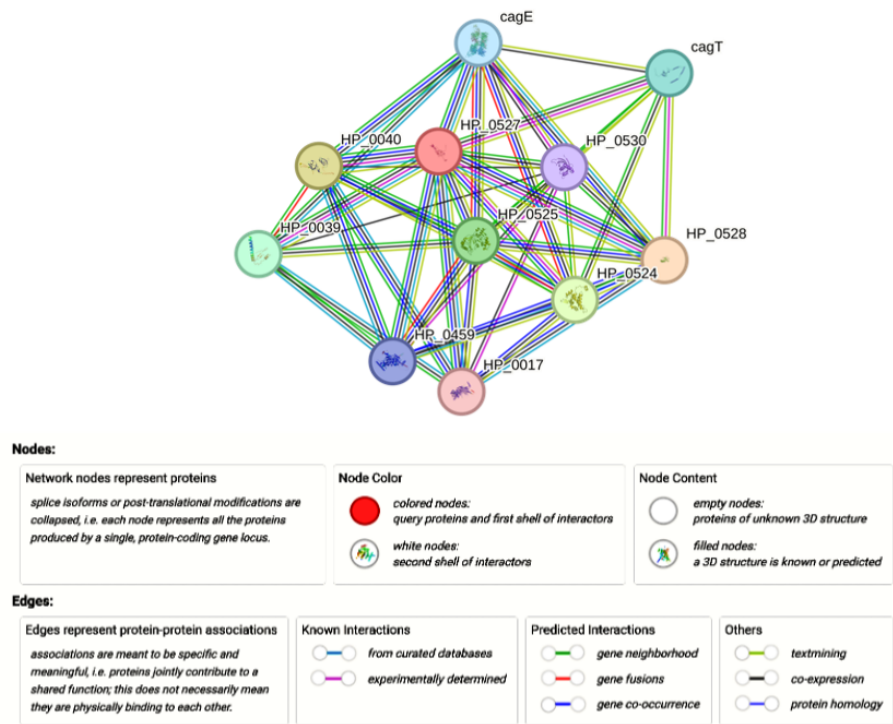 cagE
cagT
HP_0527
HP_0040
HP_0530
HP_0525
HP_0039
HP_0528
HP_0524
HP_0459
HP_0017
Nodes:
Network nodes represent proteins
splice isoforms or post-translational modifications are
collapsed, i.e. each node represents all the proteins
produced by a single, protein-coding gene locus.
Node Color
colored nodes:
query proteins and first shell of interactors
white nodes:
second shell of interactors
Node Content
empty nodes:
proteins of unknown 3D structure
filled nodes:
a 3D structure is known or predicted
Edges:
Edges represent protein-protein associations
associations are meant to be specific and
meaningful, i.e. proteins jointly contribute to a
shared function; this does not necessarily mean
they are physically binding to each other.
Known Interactions
from curated databases
experimentally determined
Predicted Interactions
gene neighborhood
gene fusions
gene co-occurrence
Others
textmining
co-expression
protein homology